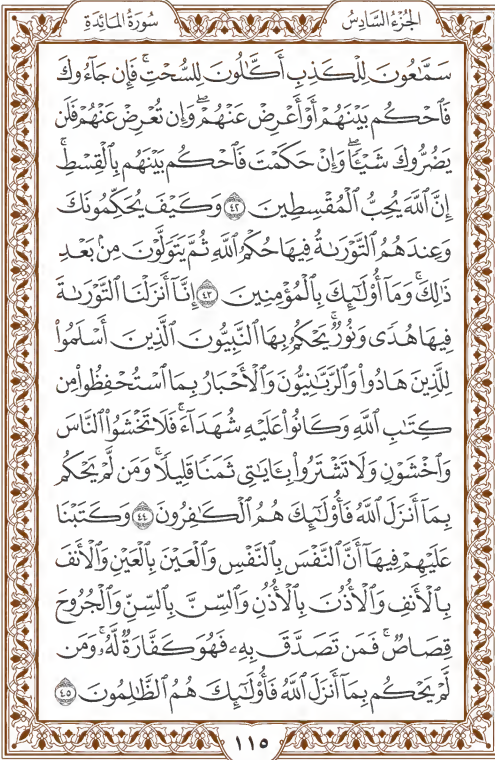 الجزء السادس
سورة المائدة
سَمَّٰعُونَ لِلْكَذِبِ أَكَّٰلُونَ لِلسُّحْتِۚ فَإِن جَآءُوكَ
فَٱحْكُم بَيْنَهُمْ أَوْ أَعْرِضْ عَنْهُمْۖ وَإِن تُعْرِضْ عَنْهُمْ فَلَن
يَضُرُّوكَ شَيْـًٔاۖ وَإِنْ حَكَمْتَ فَٱحْكُم بَيْنَهُم بِٱلْقِسْطِۚ
إِنَّ ٱللَّهَ يُحِبُّ ٱلْمُقْسِطِينَ ٤٢ وَكَيْفَ يُحَكِّمُونَكَ
وَعِندَهُمُ ٱلتَّوْرَىٰةُ فِيهَا حُكْمُ ٱللَّهِ ثُمَّ يَتَوَلَّوْنَ مِنۢ بَعْدِ
ذَٰلِكَۚ وَمَآ أُو۟لَٰٓئِكَ بِٱلْمُؤْمِنِينَ ٤٣ إِنَّآ أَنزَلْنَا ٱلتَّوْرَىٰةَ
فِيهَا هُدًى وَنُورٌۚ يَحْكُمُ بِهَا ٱلنَّبِيُّونَ ٱلَّذِينَ أَسْلَمُوا۟
لِلَّذِينَ هَادُوا۟ وَٱلرَّبَّٰنِيُّونَ وَٱلْأَحْبَارُ بِمَا ٱسْتُحْفِظُوا۟ مِن
كِتَٰبِ ٱللَّهِ وَكَانُوا۟ عَلَيْهِ شُهَدَآءَۚ فَلَا تَخْشَوُا۟ ٱلنَّاسَ
وَٱخْشَوْنِ وَلَا تَشْتَرُوا۟ بِـَٔايَٰتِى ثَمَنًا قَلِيلًاۚ وَمَن لَّمْ يَحْكُم
بِمَآ أَنزَلَ ٱللَّهُ فَأُو۟لَٰٓئِكَ هُمُ ٱلْكَٰفِرُونَ ٤٤ وَكَتَبْنَا
عَلَيْهِمْ فِيهَآ أَنَّ ٱلنَّفْسَ بِٱلنَّفْسِ وَٱلْعَيْنَ بِٱلْعَيْنِ وَٱلْأَنفَ
بِٱلْأَنفِ وَٱلْأُذُنَ بِٱلْأُذُنِ وَٱلسِّنَّ بِٱلسِّنِّ وَٱلْجُرُوحَ
قِصَاصٌۚ فَمَن تَصَدَّقَ بِهِۦ فَهُوَ كَفَّارَةٌ لَّهُۥۚ وَمَن
لَّمْ يَحْكُم بِمَآ أَنزَلَ ٱللَّهُ فَأُو۟لَٰٓئِكَ هُمُ ٱلظَّٰلِمُونَ ٤٥
١١٥